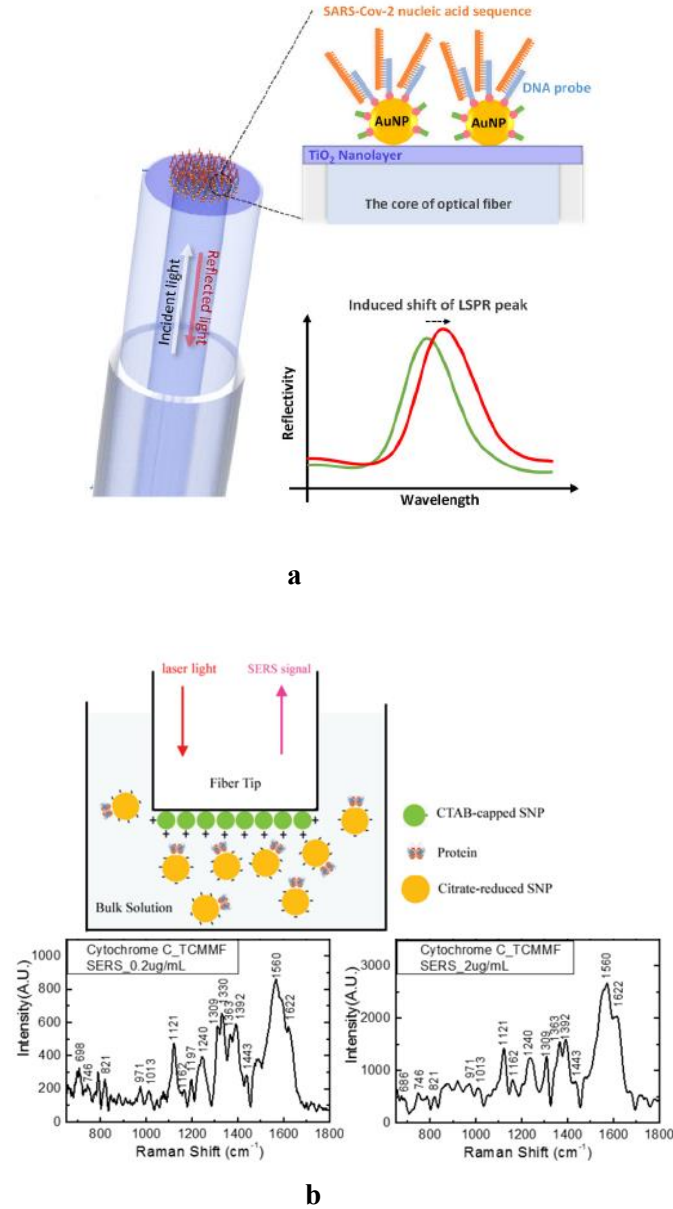 SARS-Cov-2 nucleic acid sequence
DNA probe
AuNP
AuNP
TiO2 Nanolayer
The core of optical fiber
Incident light
Reflected light
Induced shift of LSPR peak
Reflectivity
Wavelength
a
laser light
SERS signal
Fiber Tip
CTAB-capped SNP
Protein
Citrate-reduced SNP
Bulk Solution
Cytochrome C_TCMMF
SERS_0.2ug/mL
Intensity(A.U.)
1000
800
600
400
200
0
698
746
821
971
1013
1121
1162
1197
1240
1309
1330
1363
1392
1443
1560
1622
800 1000 1200 1400 1600 1800
Raman Shift (cm-1)
Cytochrome C_TCMMF
SERS_2ug/mL
Intensity(A.U.)
3000
2000
1000
0
686
746
821
971
1013
1121
1162
1240
1309
1363
1392
1443
1560
1622
800 1000 1200 1400 1600 1800
Raman Shift (cm-1)
b